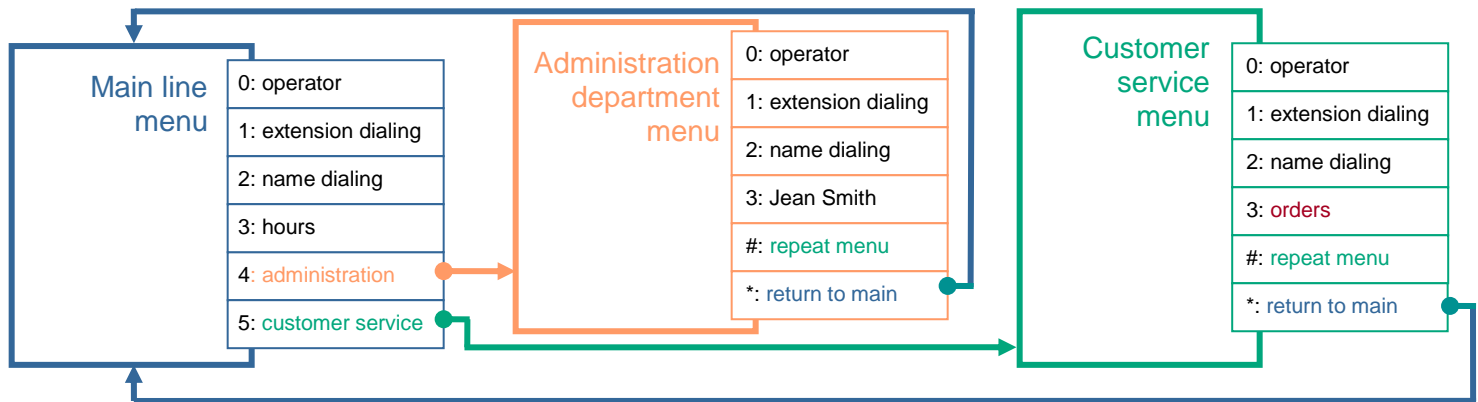 Main line
menu
0: operator
1: extension dialing
2: name dialing
3: hours
4: administration
5: customer service
Administration
department
menu
0: operator
1: extension dialing
2: name dialing
3: Jean Smith
#: repeat menu
*: return to main
Customer
service
menu
0: operator
1: extension dialing
2: name dialing
3: orders
#: repeat menu
*: return to main